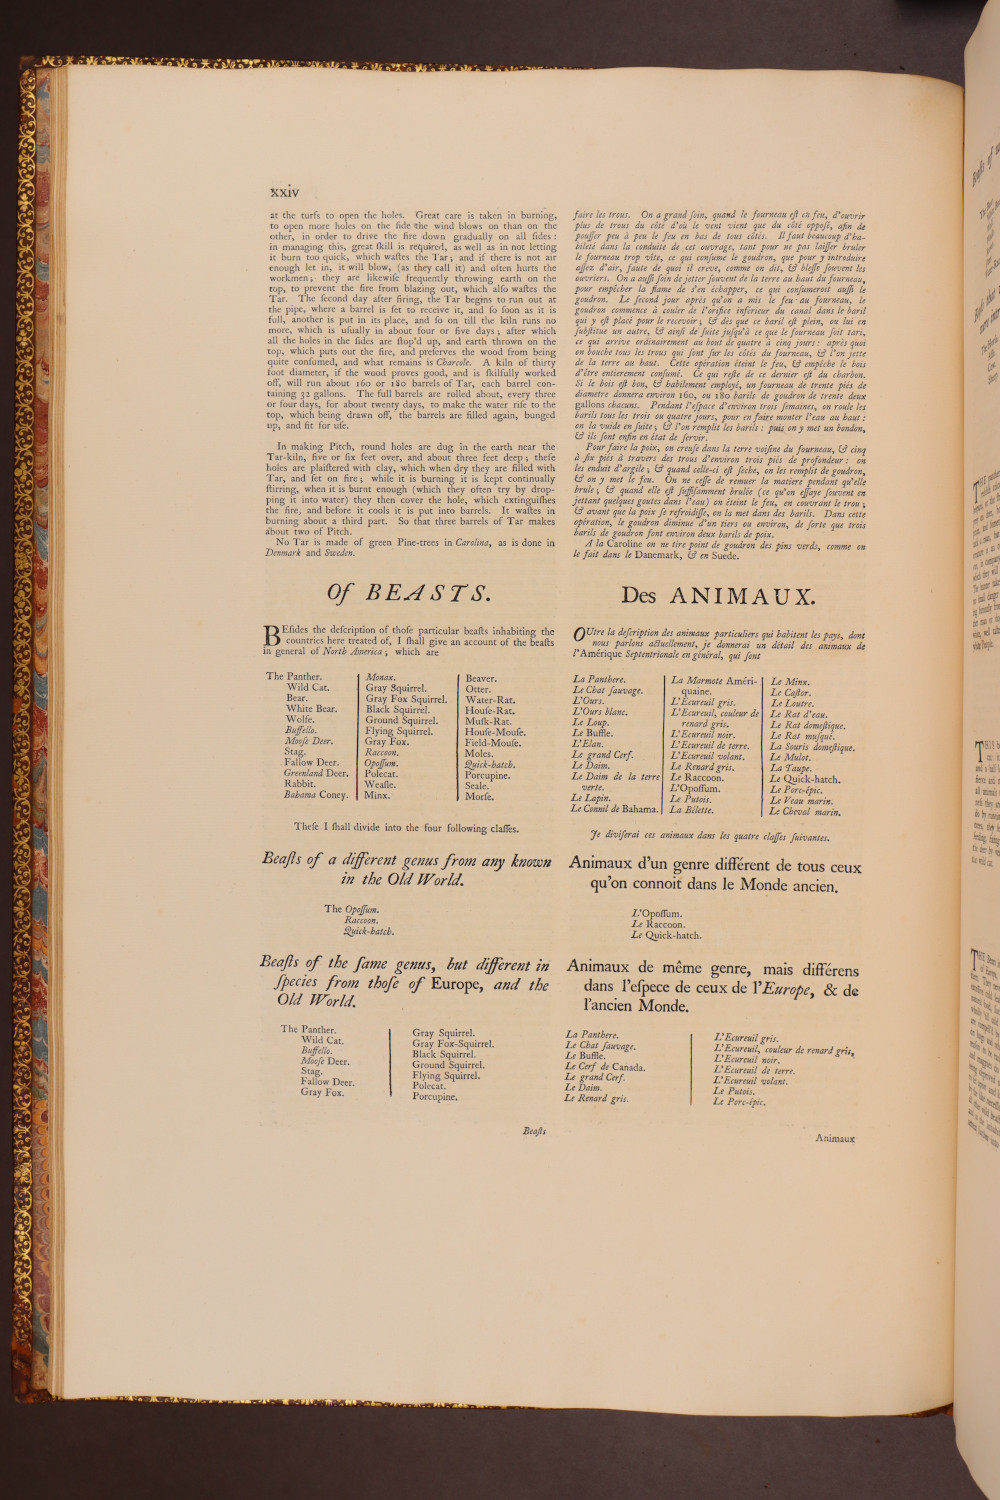 xxiv
at the turfs to open the holes. Great care is taken in burning,
to open more holes on the ſide the wind blows on than on the
other, in order to drive the fire down gradually on all ſides :
in managing this, great ſkill is required, as well as in not letting
it burn too quick, which waſtes the Tar; and if there is not air
enough let in, it will blow, (as they call it) and often hurts the
workmen; they are likewiſe frequently throwing earth on the
top, to prevent the fire from blazing out, which alſo waſtes the
Tar. The ſecond day after firing, the Tar begins to run out at
the pipe, where a barrel is ſet to receive it, and ſo ſoon as it is
full, another is put in its place, and ſo on till the kiln runs no
more, which is uſually in about four or five days; after which
all the holes in the ſides are ſtop'd up, and earth thrown on the
top, which puts out the fire, and preſerves the wood from being
quite conſumed, and what remains is Charcole. A kiln of thirty
foot diameter, if the wood proves good, and is ſkilfully worked
off, will run about 160 or 180 barrels of Tar, each barrel con-
taining 32 gallons. The full barrels are rolled about, every three
or four days, for about twenty days, to make the water riſe to the
top, which being drawn off, the barrels are filled again, bunged
up, and fit for uſe.
In making Pitch, round holes are dug in the earth near the
Tar-kiln, five or ſix feet over, and about three feet deep; theſe
holes are plaiſtered with clay, which when dry they are filled with
Tar, and ſet on fire; while it is burning it is kept continually
ſtirring, when it is burnt enough (which they often try by drop-
ping it into water) they then cover the hole, which extinguiſhes
the fire, and before it cools it is put into barrels. It waſtes in
burning about a third part. So that three barrels of Tar makes
about two of Pitch.
No Tar is made of green Pine-trees in Carolina, as is done in
Denmark and Sweden.
Of BEASTS.
BEſides the deſcription of thoſe particular beaſts inhabiting the
countries here treated of, I ſhall give an account of the beaſts
in general of North America; which are
The Panther.
Wild Cat.
Bear.
White Bear.
Wolfe.
Buffello.
Mooſe Deer.
Stag.
Fallow Deer.
Greenland Deer.
Rabbit.
Bahama Coney.
Monax.
Gray Squirrel.
Gray Fox Squirrel.
Black Squirrel.
Ground Squirrel.
Flying Squirrel.
Gray Fox.
Raccoon.
Opoſſum.
Polecat.
Weaſle.
Minx.
Beaver.
Otter.
Water-Rat.
Houſe-Rat.
Muſk-Rat.
Houſe-Mouſe.
Field-Mouſe.
Moles.
Quick-hatch.
Porcupine.
Seale.
Morſe.
Theſe I ſhall divide into the four following claſſes.
Beaſts of a different genus from any known
in the Old World.
The Opoſſum.
Raccoon.
Quick-hatch.
Beaſts of the ſame genus, but different in
ſpecies from thoſe of Europe, and the
Old World.
The Panther.
Wild Cat.
Buffello.
Mooſe Deer.
Stag.
Fallow Deer.
Gray Fox.
Gray Squirrel.
Gray Fox-Squirrel.
Black Squirrel.
Ground Squirrel.
Flying Squirrel.
Polecat.
Porcupine.
Beaſts
faire les trous. On a grand ſoin, quand le fourneau eſt en feu, d'ouvrir
plus de trous du côté d'où le vent vient que du côté oppoſé, afin de
pouſſer peu à peu le feu en bas de tous côtés. Il faut beaucoup d'ha-
bileté dans la conduite de cet ouvrage, tant pour ne pas laiſſer bruler
le fourneau trop vîte, ce qui conſume le goudron, que pour y introduire
aſſez d'air, faute de quoi il creve, comme on dit, & bleſſe ſouvent les
ouvriers. On a auſſi ſoin de jetter ſouvent de la terre au haut du fourneau,
pour empêcher la flame de s'en échapper, ce qui conſumeroit auſſi le
goudron. Le ſecond jour après qu'on a mis le feu au fourneau, le
goudron commence à couler de l'orifice inférieur du canal dans le baril
qui y eſt placé pour le recevoir; & dès que ce baril eſt plein, ou lui en
ſubſtitue un autre, & ainſi de ſuite juſqu'à ce que le fourneau ſoit tari,
ce qui arrive ordinairement au bout de quatre à cinq jours: après quoi
on bouche tous les trous qui ſont ſur les côtés du fourneau, & l'on jette
de la terre au haut. Cette opération éteint le feu, & empêche le bois
d'être entierement conſumé. Ce qui reſte de ce dernier eſt du charbon.
Si le bois eſt bon, & habilement employé, un fourneau de trente piés de
diametre donnera environ 160, ou 180 barils de goudron de trente deux
gallons chacuns. Pendant l'eſpace d'environ trois ſemaines, on roule les
barils tous les trois ou quatre jours, pour en faire monter l'eau au haut:
on la vuide enſuite; & l'on remplit les barils: puis on y met un bondon,
& ils ſont enfin en état de ſervir.
Pour faire la poix, on creuſe dans la terre voiſine du fourneau, & cinq
à ſix piés à travers des trous d'environ trois piés de profondeur: on
les enduit d'argile; & quand celle-ci eſt ſeche, on les remplit de goudron,
& on y met le feu. On ne ceſſe de remuer la matiere pendant qu'elle
brule; & quand elle eſt ſuffiſamment brulée (ce qu'on eſſaye ſouvent en
jettant quelques goutes dans l'eau) on éteint le feu, en couvrant le trou;
& avant que la poix ſe refroidiſſe, on la met dans des barils. Dans cette
opération, le goudron diminue d'un tiers ou environ, de ſorte que trois
barils de goudron font environ deux barils de poix.
A la Caroline on ne tire point de goudron des pins verds, comme on
le fait dans le Danemark, & en Suede.
Des ANIMAUX.
OUtre la deſcription des animaux particuliers qui habitent les pays, dont
nous parlons actuellement, je donnerai un détail des animaux de
l'Amérique Septentrionale en général, qui ſont
La Panthere.
Le Chat ſauvage.
L'Ours.
L'Ours blanc.
Le Loup.
Le Buffle.
L'Elan.
Le grand Cerf.
Le Daim.
Le Daim de la terre
verte.
Le Lapin.
Le Connil de Bahama.
La Marmote Améri-
quaine.
L'Ecureuil gris.
L'Ecureuil, couleur de
renard gris.
L'Ecureuil noir.
L'Ecureuil de terre.
L'Ecureuil volant.
Le Renard gris.
Le Raccoon.
L'Opoſſum.
Le Putois.
La Bélette.
Le Minx.
Le Caſtor.
Le Loutre.
Le Rat d'eau.
Le Rat domeſtique.
Le Rat muſqué.
La Souris domeſtique.
Le Mulot.
La Taupe.
Le Quick-hatch.
Le Porc-épic.
Le Veau marin.
Le Cheval marin.
Je diviſerai ces animaux dans les quatre claſſes ſuivantes.
Animaux d'un genre différent de tous ceux
qu'on connoit dans le Monde ancien.
L'Opoſſum.
Le Raccoon.
Le Quick-hatch.
Animaux de même genre, mais différens
dans l'eſpece de ceux de l'Europe, & de
l'ancien Monde.
La Panthere.
Le Chat ſauvage.
Le Buffle.
Le Cerf de Canada.
Le grand Cerf.
Le Daim.
Le Renard gris.
L'Ecureuil gris.
L'Ecureuil, couleur de renard gris,
L'Ecureuil noir.
L'Ecureuil de terre.
L'Ecureuil volant.
Le Putois.
Le Porc-épic.
Animaux